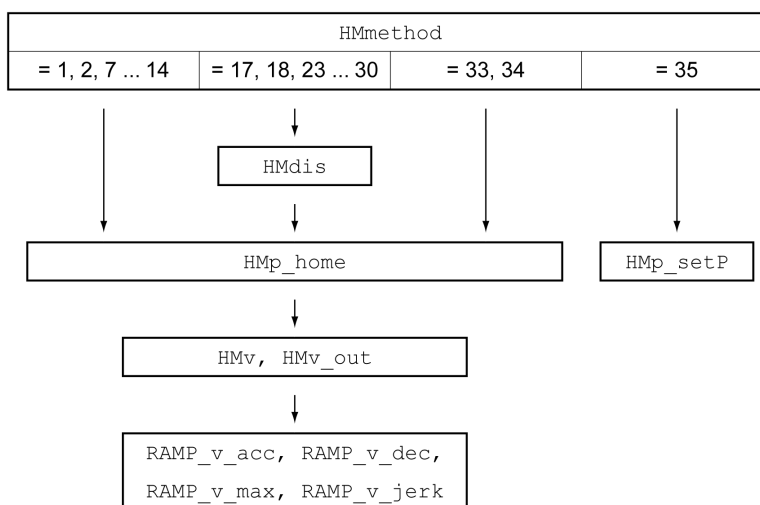 HMmethod
= 1, 2, 7 ... 14
= 17, 18, 23 ... 30
= 33, 34
= 35
HMdis
HMp_home
HMp_setP
HMv, HMv_out
RAMP_v_acc, RAMP_v_dec,
RAMP_v_max, RAMP_v_jerk